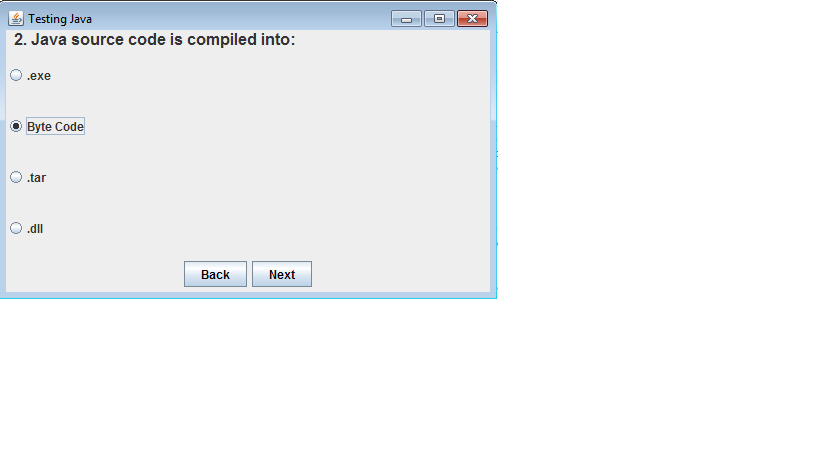 Testing Java
2. Java source code is compiled into:
.exe
Byte Code
.tar
.dll
Back Next